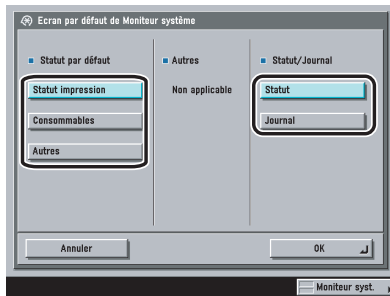 Ecran par défaut de Moniteur système
Statut par défaut
Statut impression
Consommables
Autres
Autres
Non applicable
Statut/Journal
Statut
Journal
Annuler
OK
Moniteur syst.